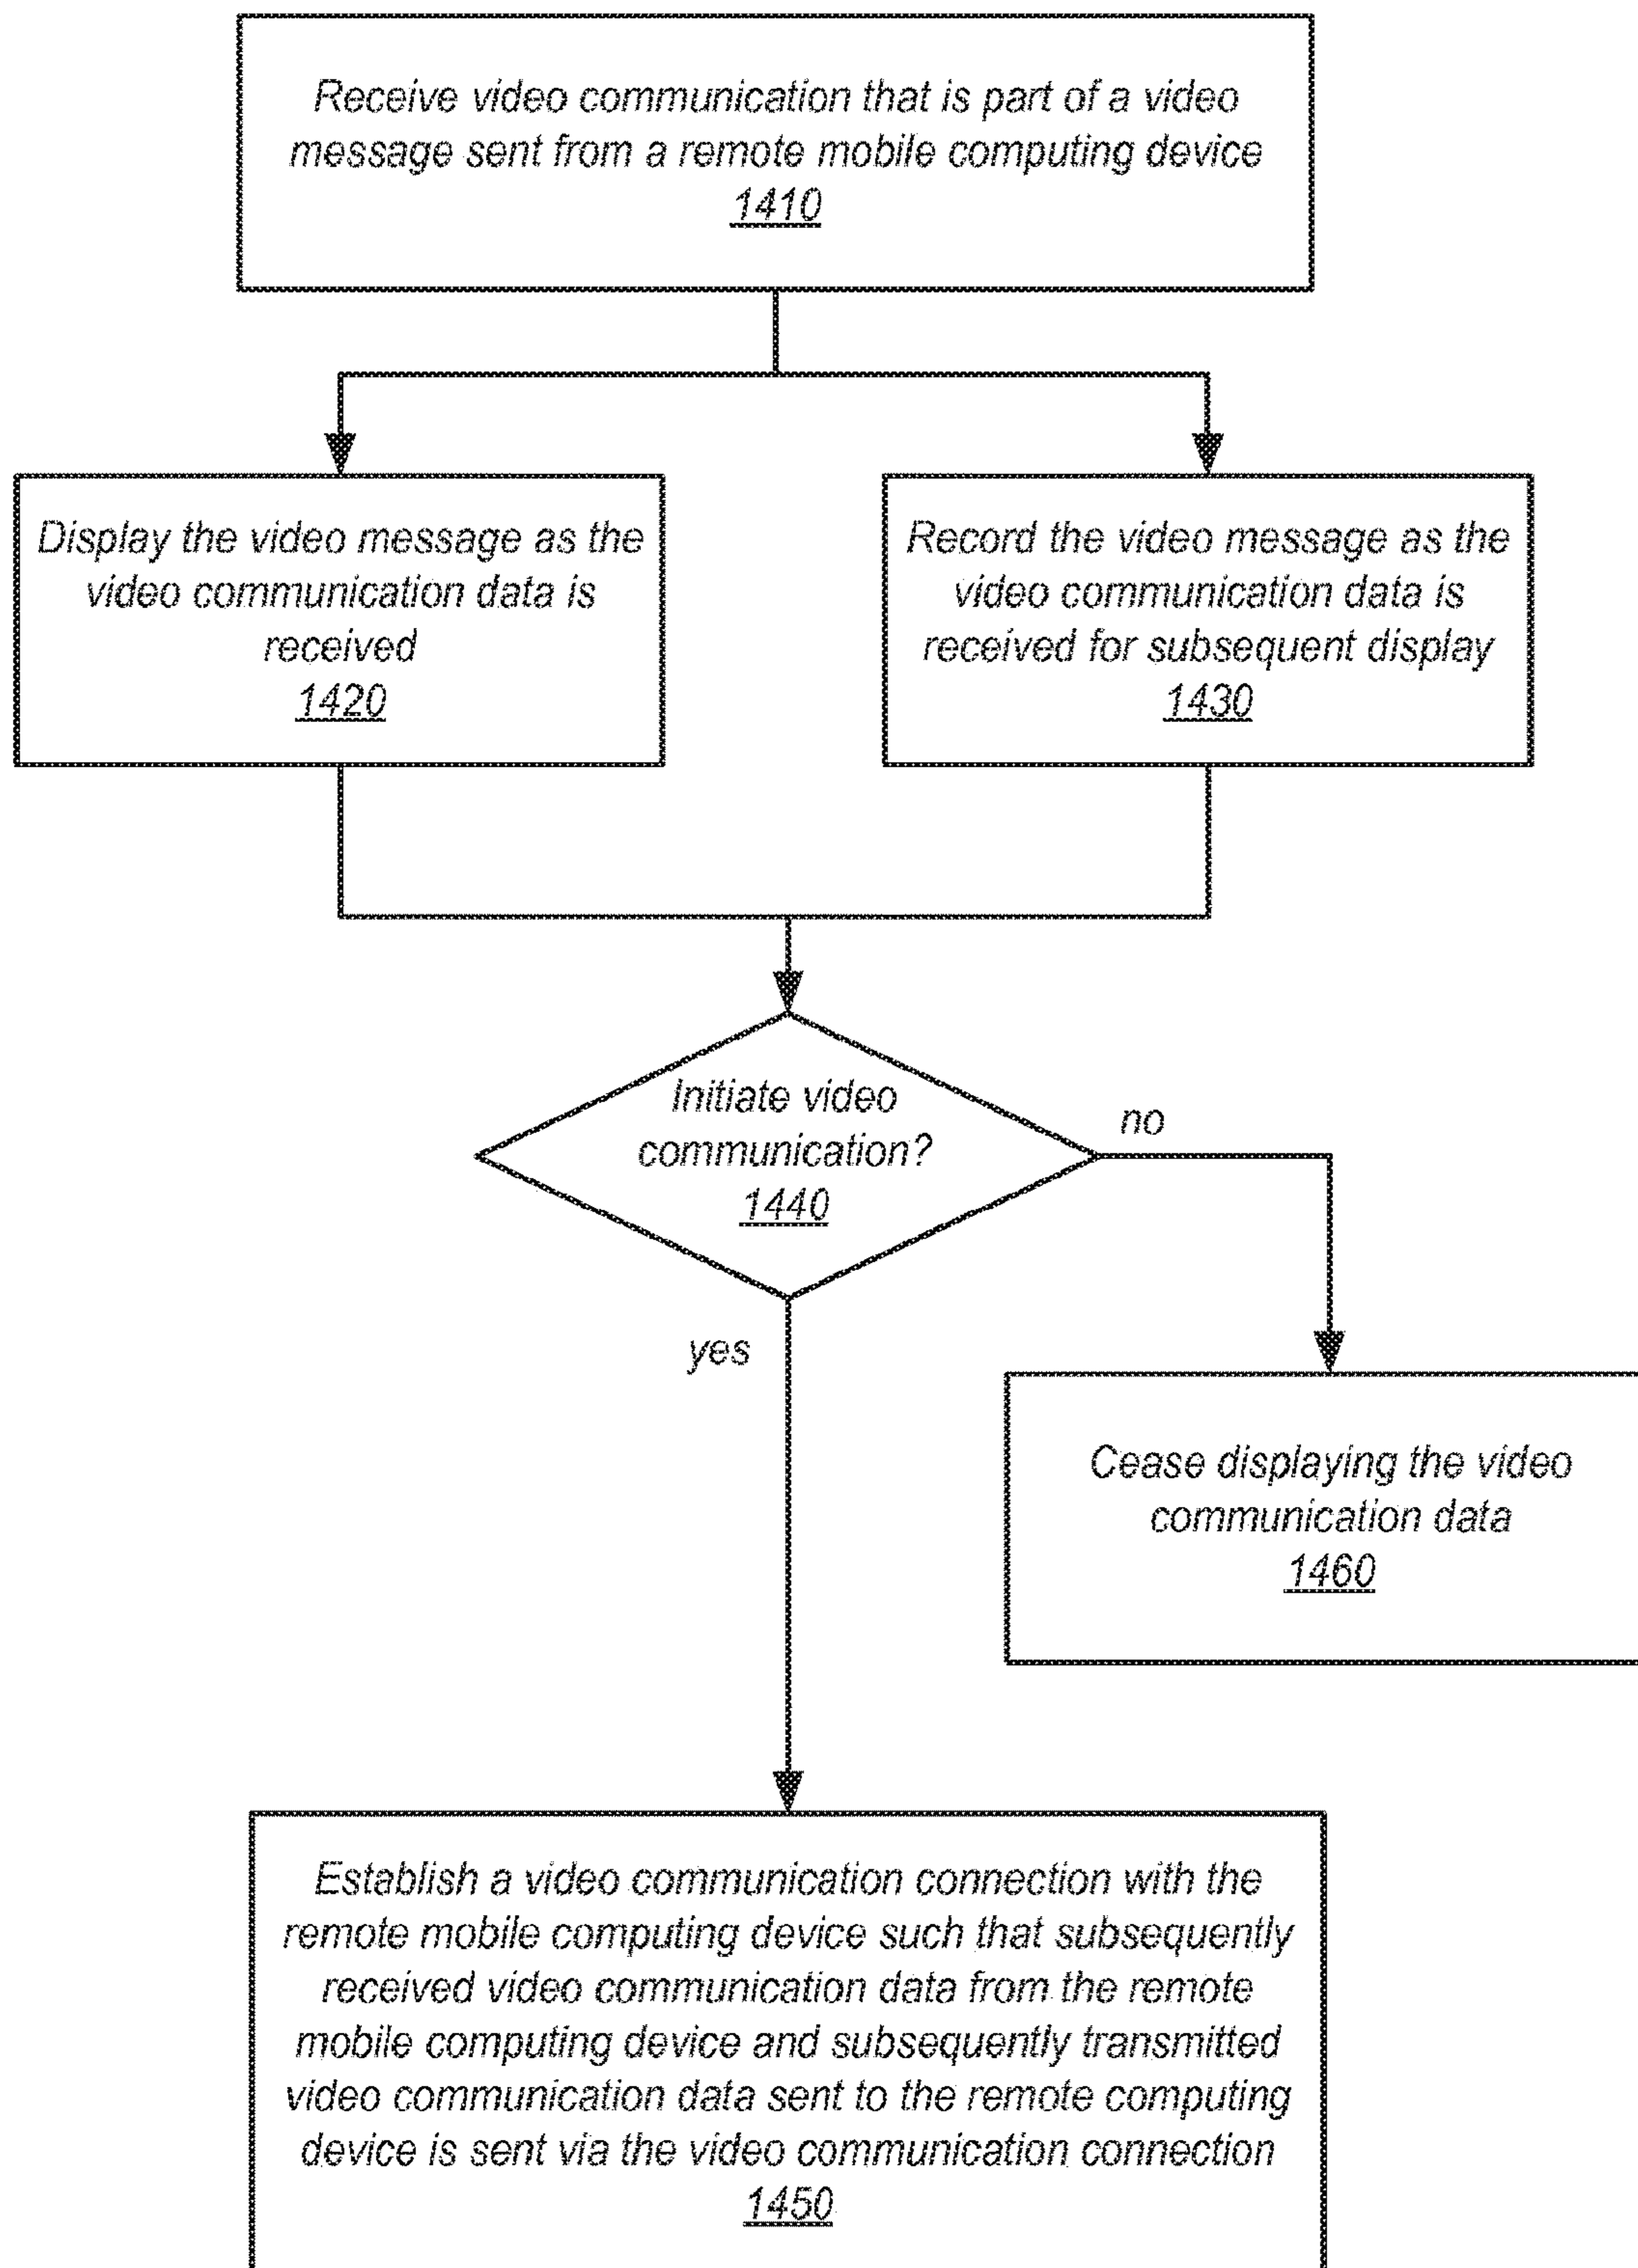 Receive video communication that is part of a video
message sent from a remote mobile computing device
1410
Display the video message as the
video communication data is
received
1420
Record the video message as the
video communication data is
received for subsequent display
1430
Initiate video
communication?
1440
no
yes
Cease displaying the video
communication data
1460
Establish a video communication connection with the
remote mobile computing device such that subsequently
received video communication data from the remote
mobile computing device and subsequently transmitted
video communication data sent to the remote computing
device is sent via the video communication connection
1450